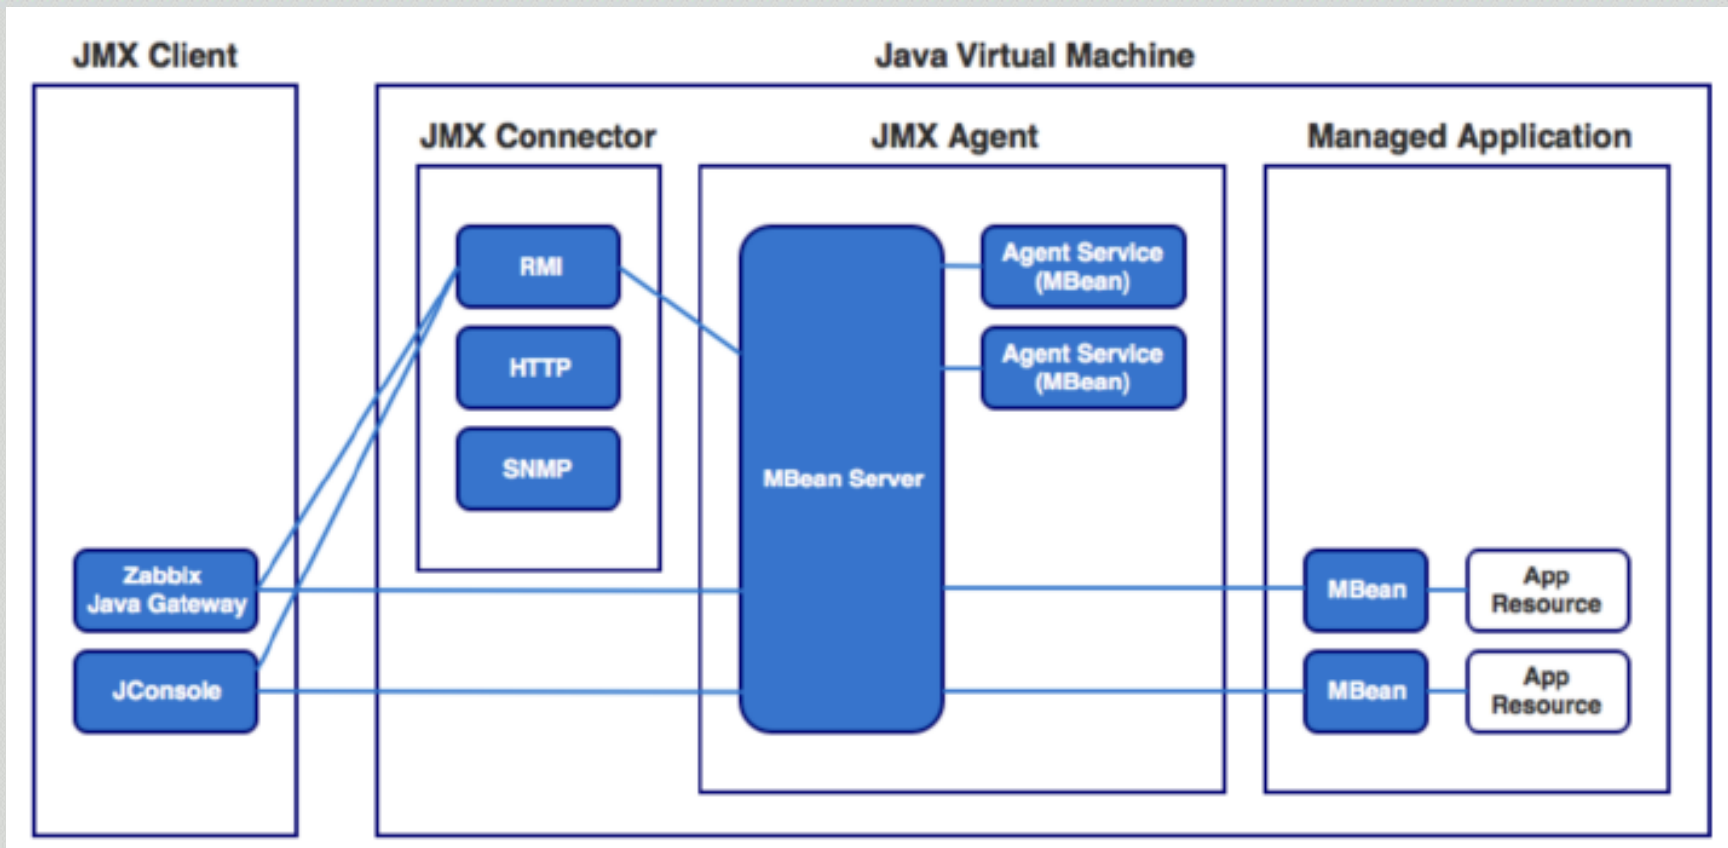 JMX Client
Java Virtual Machine
JMX Connector
JMX Agent
Managed Application
RMI
HTTP
SNMP
MBean Server
Agent Service
(MBean)
Agent Service
(MBean)
Zabbix
Java Gateway
JConsole
MBean
App
Resource
MBean
App
Resource